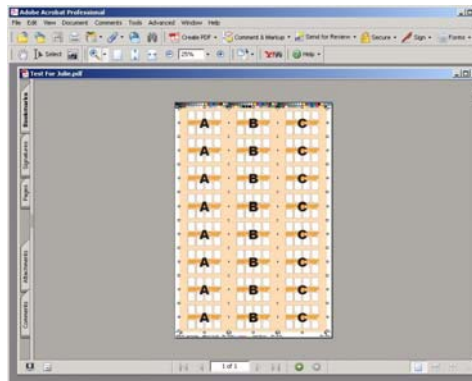 Adobe Acrobat Professional
File Edit View Document Comments Tools Advanced Window Help
Create PDF Comment & Markup Send for Review Secure Sign Forms
Select 25% Help
Test For Julie.pdf
Bookmarks
Signatures
Pages
Attachments
Comments
A B C
A B C
A B C
A B C
A B C
A B C
A B C
A B C
1 of 1